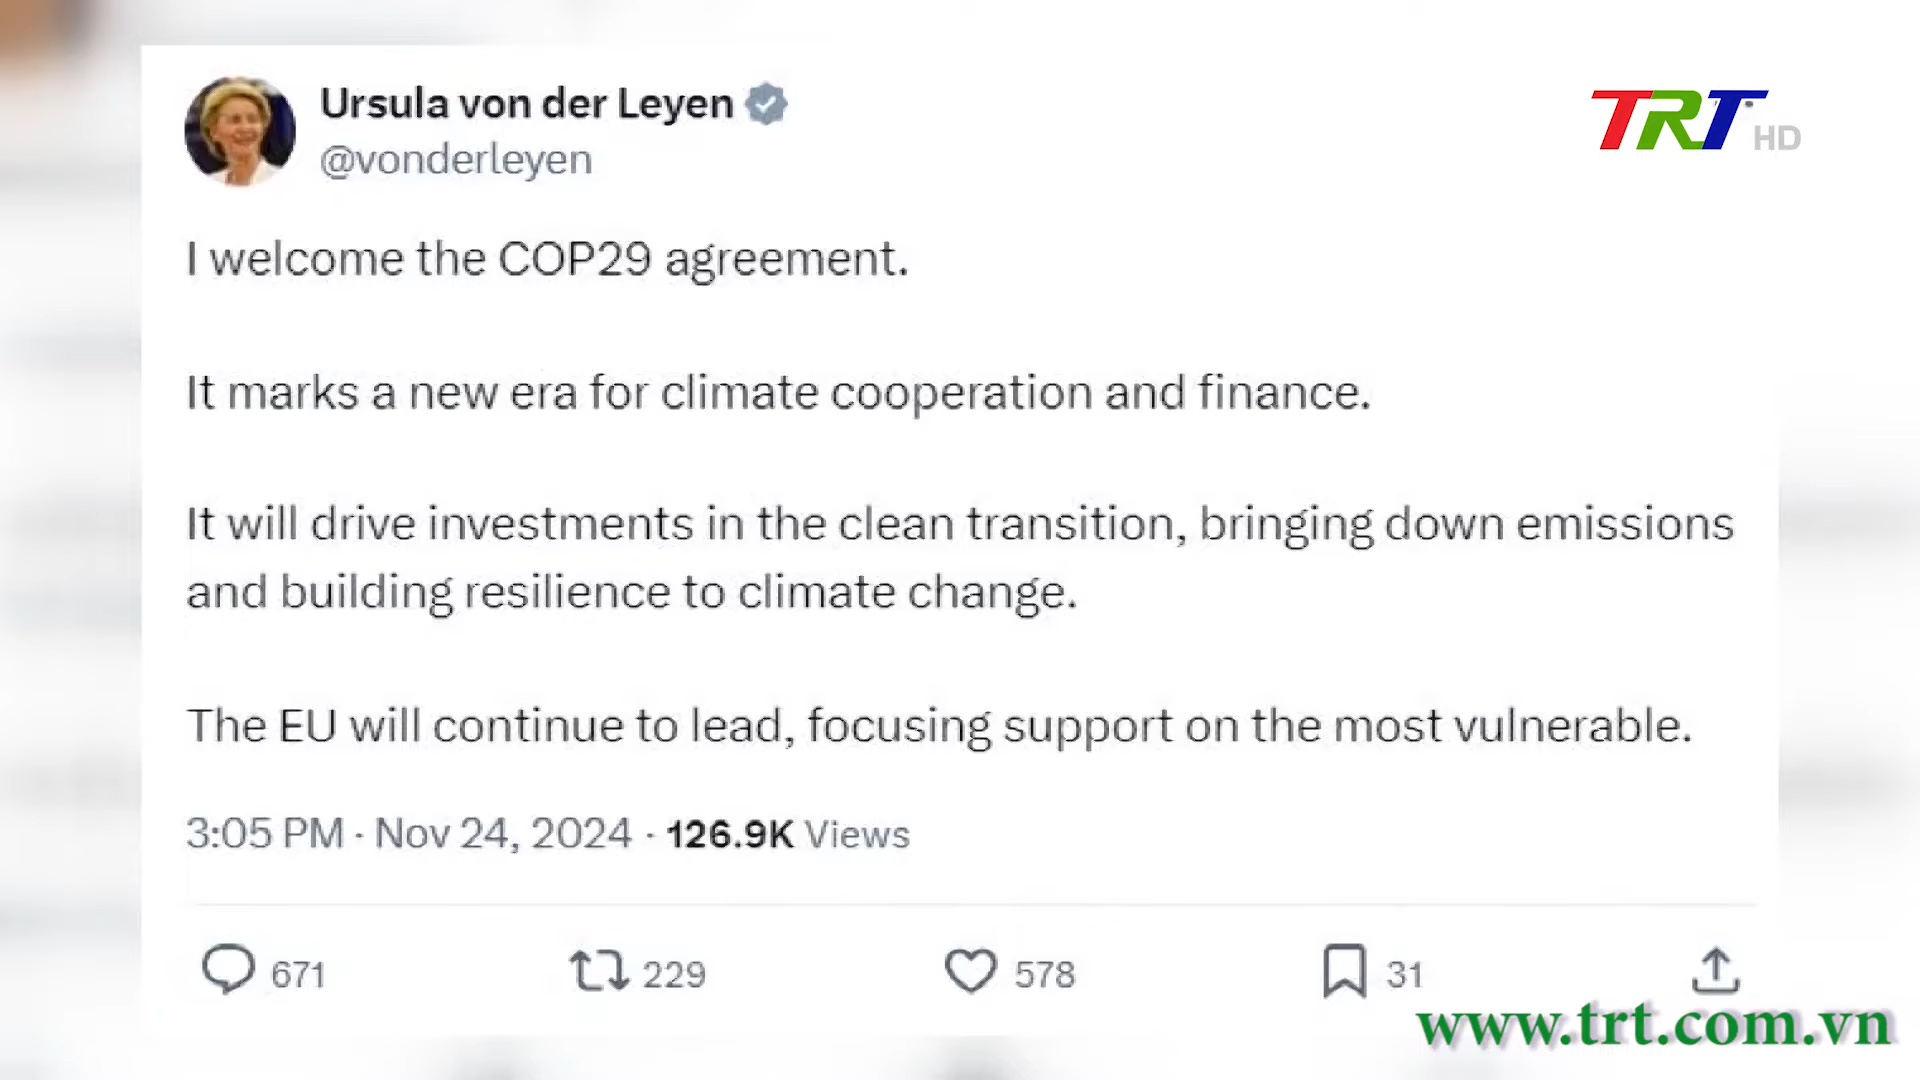 Ursula von der Leyen
@vonderleyen
TRT HD
I welcome the COP29 agreement.
It marks a new era for climate cooperation and finance.
It will drive investments in the clean transition, bringing down emissions
and building resilience to climate change.
The EU will continue to lead, focusing support on the most vulnerable.
3:05 PM · Nov 24, 2024 · 126.9K Views
671 229 578 31
www.trt.com.vn